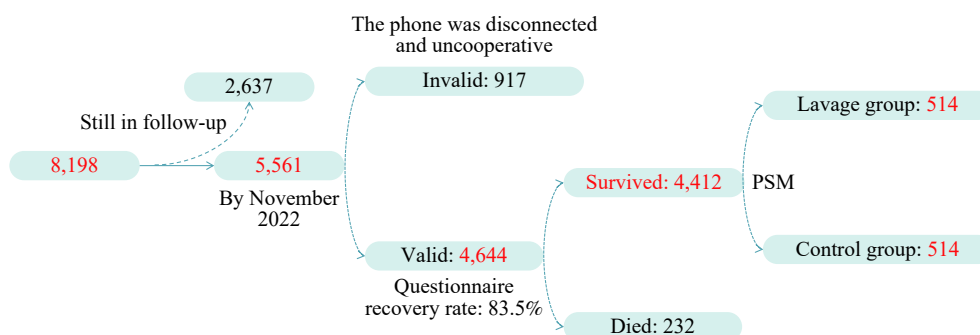 The phone was disconnected
and uncooperative
Invalid: 917
2,637
Still in follow-up
8,198
5,561
By November
2022
Valid: 4,644
Questionnaire
recovery rate: 83.5%
Survived: 4,412
Died: 232
PSM
Lavage group: 514
Control group: 514